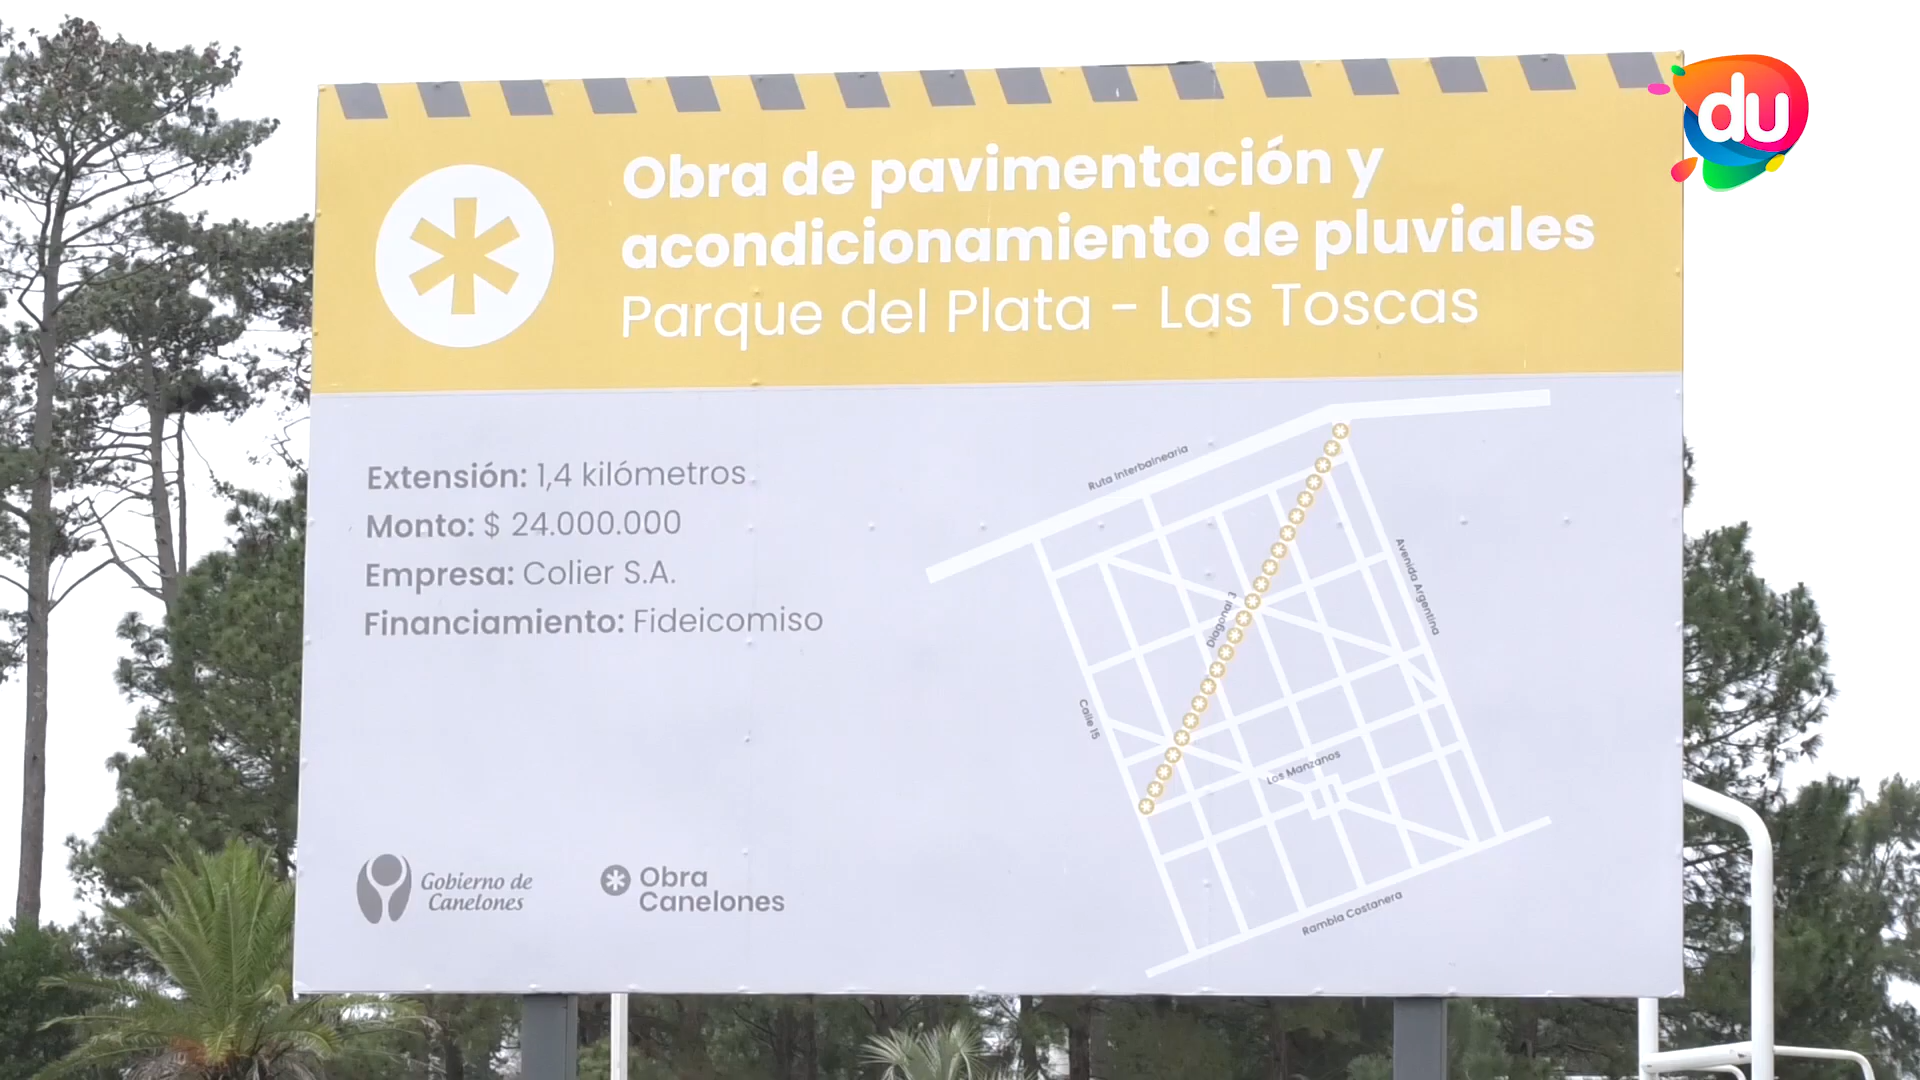 du
Obra de pavimentación y
acondicionamiento de pluviales
Parque del Plata - Las Toscas
Extensión: 1,4 kilómetros
Monto: $ 24.000.000
Empresa: Colier S.A.
Financiamiento: Fideicomiso
Ruta Interbalnearia
Avenida Argentina
Diagonal 3
Calle 15
Los Manzanos
Rambla Costanera
Gobierno de
Canelones
Obra
Canelones